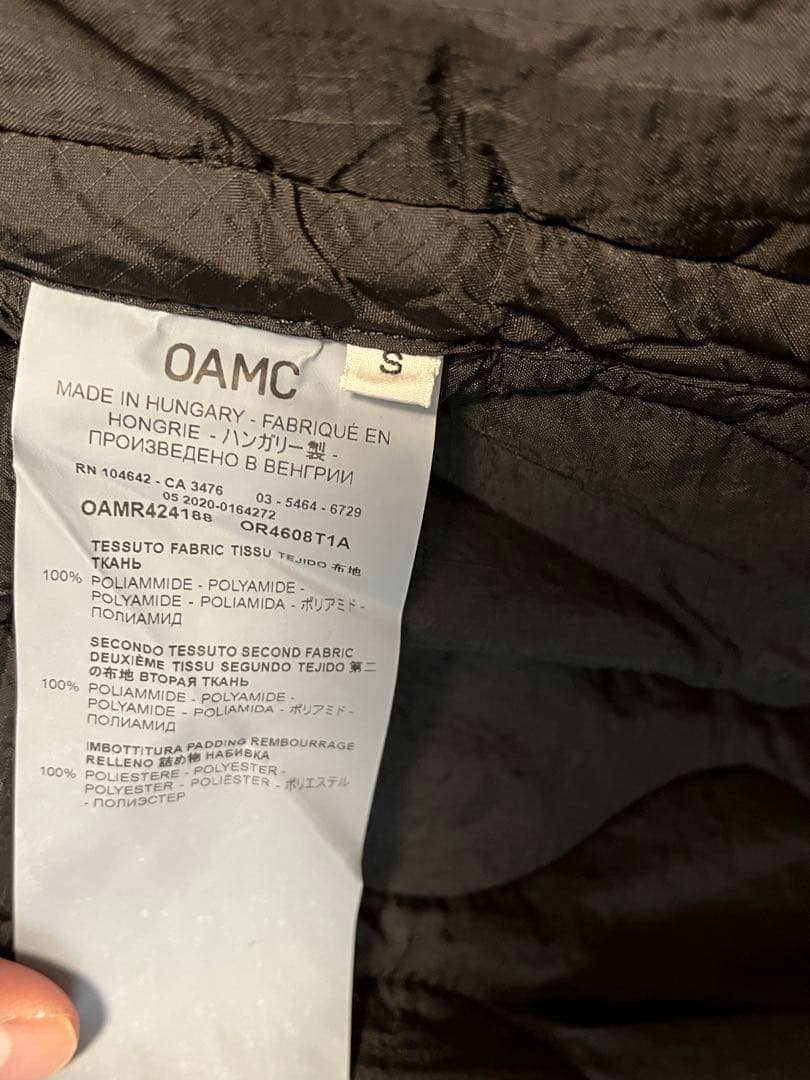 OAMC
S
MADE IN HUNGARY - FABRIQUÉ EN
HONGRIE - ハンガリー製 -
ПРОИЗВЕДЕНО В ВЕНГРИИ
RN 104642 - CA 3476 03 - 5464 - 6729
05 2020-0164272
OAMR424188 OR4608T1A
TESSUTO FABRIC TISSU TEJIDO 布地
ТКАНЬ
100% POLIAMMIDE - POLYAMIDE -
POLYAMIDE - POLIAMIDA - ポリアミド -
ПОЛИАМИД
SECONDO TESSUTO SECOND FABRIC
DEUXIÈME TISSU SEGUNDO TEJIDO 第二
の布地 ВТОРАЯ ТКАНЬ
100% POLIAMMIDE - POLYAMIDE -
POLYAMIDE - POLIAMIDA - ポリアミド -
ПОЛИАМИД
IMBOTTITURA PADDING REMBOURRAGE
RELLENO 詰め物 НАБИВКА
100% POLIESTERE - POLYESTER -
POLYESTER - POLIÉSTER - ポリエステル
- ПОЛИЭСТЕР